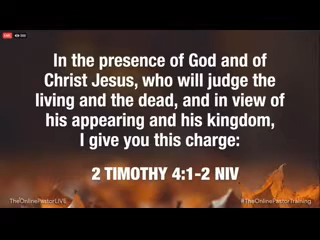 In the presence of God and of
Christ Jesus, who will judge the
living and the dead, and in view of
his appearing and his kingdom,
I give you this charge:
2 TIMOTHY 4:1-2 NIV
TheOnlinePastorLIVE
#TheOnlinePastorTraining